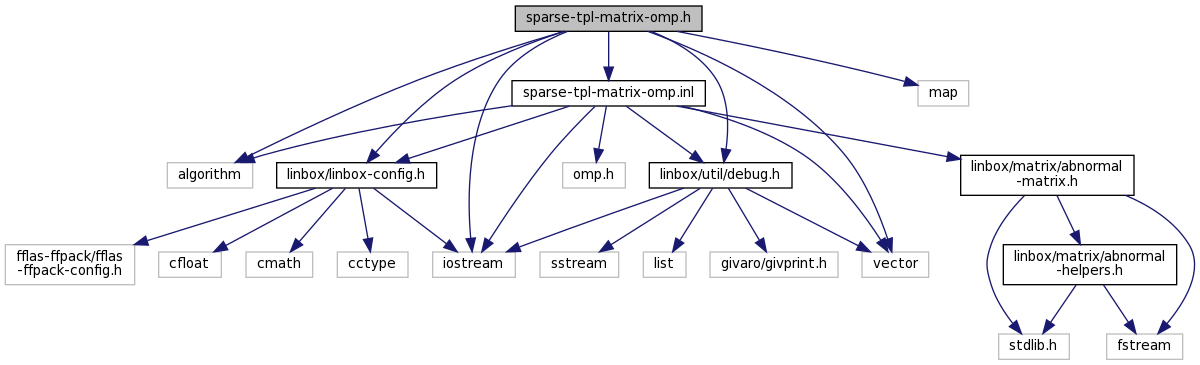 sparse-tpl-matrix-omp.h
sparse-tpl-matrix-omp.inl
map
algorithm
linbox/linbox-config.h
omp.h
linbox/util/debug.h
linbox/matrix/abnormal
-matrix.h
fflas-ffpack/fflas
-ffpack-config.h
cfloat
cmath
cctype
iostream
sstream
list
givaro/givprint.h
vector
linbox/matrix/abnormal
-helpers.h
stdlib.h
fstream